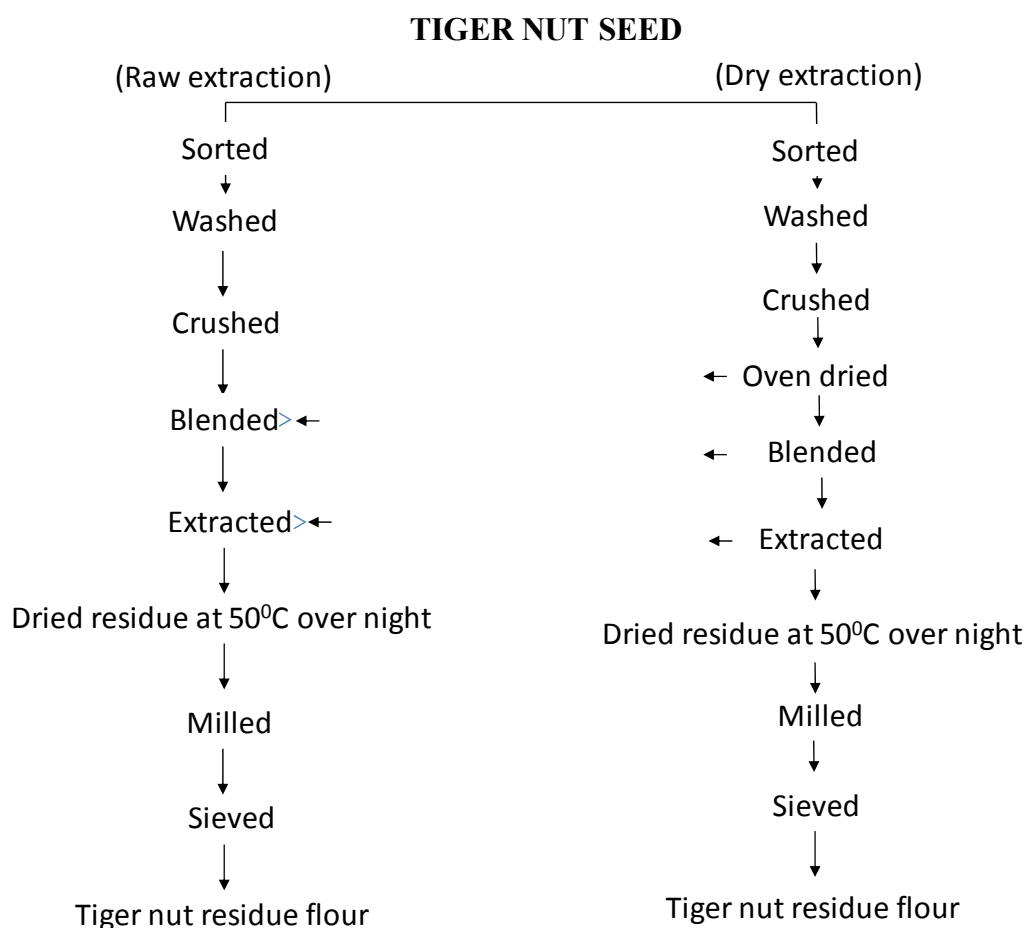 TIGER NUT SEED
(Raw extraction)
Sorted
Washed
Crushed
Blended>
Extracted>
Dried residue at 50⁰C over night
Milled
Sieved
Tiger nut residue flour
(Dry extraction)
Sorted
Washed
Crushed
Oven dried
Blended
Extracted
Dried residue at 50⁰C over night
Milled
Sieved
Tiger nut residue flour